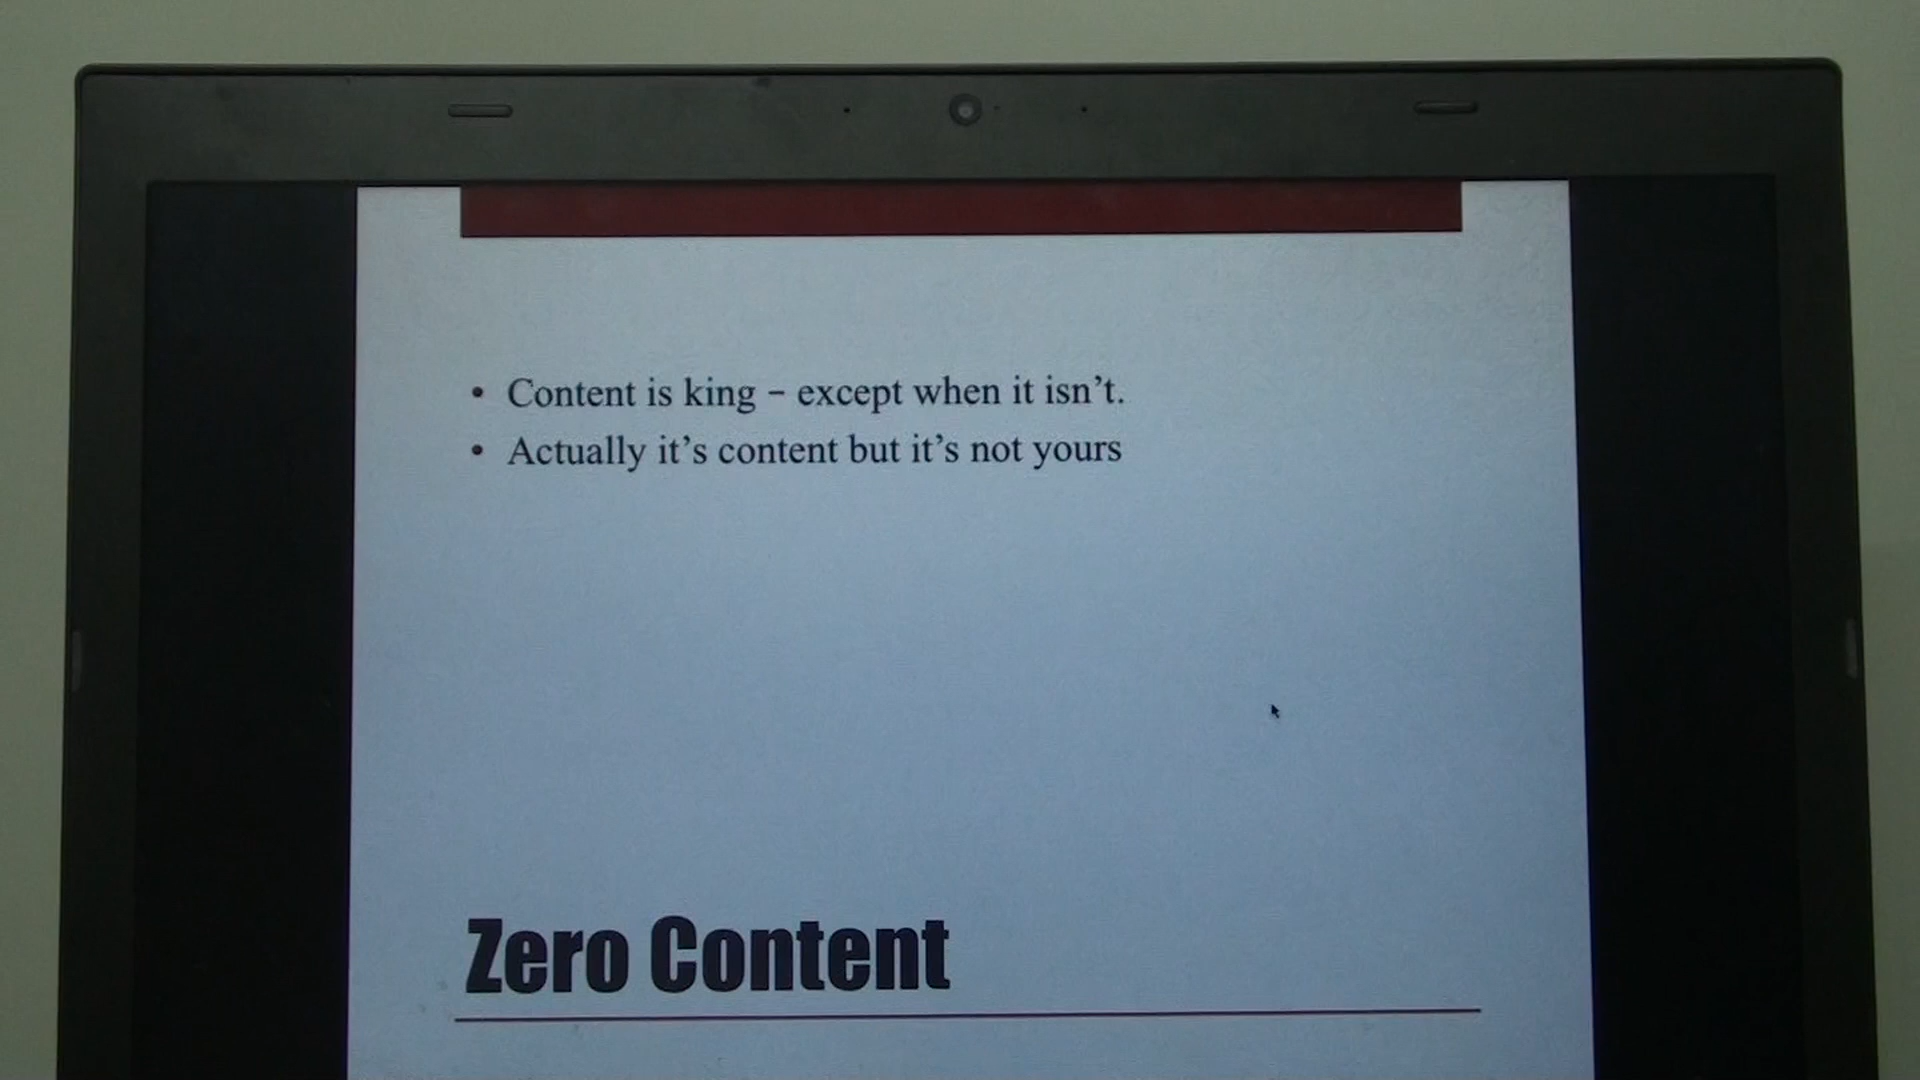 • Content is king – except when it isn’t.
• Actually it’s content but it’s not yours
Zero Content